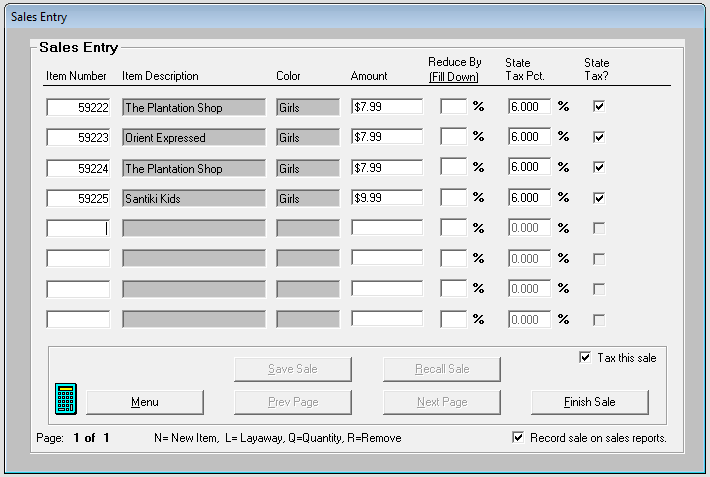 Sales Entry
Sales Entry
Item Number Item Description Color Amount Reduce By (Fill Down) State Tax Pct. State Tax?
59222 The Plantation Shop Girls $7.99 % 6.000 %
59223 Orient Expressed Girls $7.99 % 6.000 %
59224 The Plantation Shop Girls $7.99 % 6.000 %
59225 Santiki Kids Girls $9.99 % 6.000 %
% 0.000 %
% 0.000 %
% 0.000 %
% 0.000 %
Tax this sale
Save Sale Recall Sale
Menu Prev Page Next Page Finish Sale
Page: 1 of 1 N= New Item, L= Layaway, Q=Quantity, R=Remove Record sale on sales reports.